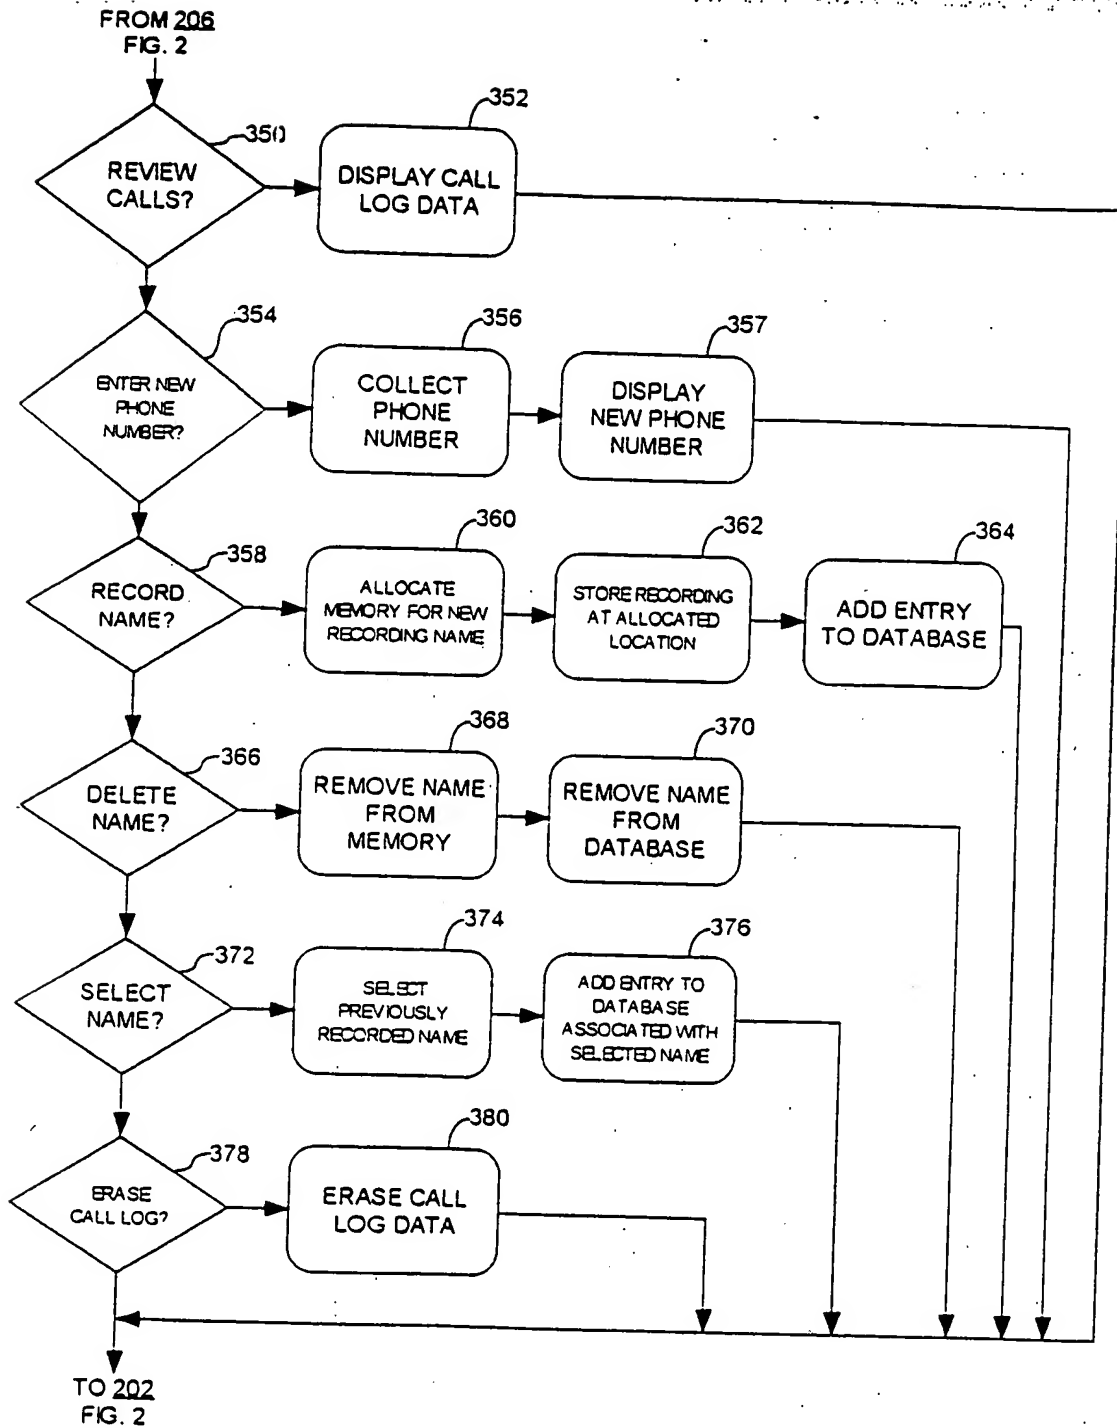 FROM 206
FIG. 2
350
REVIEW
CALLS?
352
DISPLAY CALL
LOG DATA
354
ENTER NEW
PHONE
NUMBER?
356
COLLECT
PHONE
NUMBER
357
DISPLAY
NEW PHONE
NUMBER
358
RECORD
NAME?
360
ALLOCATE
MEMORY FOR NEW
RECORDING NAME
362
STORE RECORDING
AT ALLOCATED
LOCATION
364
ADD ENTRY
TO DATABASE
366
DELETE
NAME?
368
REMOVE NAME
FROM
MEMORY
370
REMOVE NAME
FROM
DATABASE
372
SELECT
NAME?
374
SELECT
PREVIOUSLY
RECORDED NAME
376
ADD ENTRY TO
DATABASE
ASSOCIATED WITH
SELECTED NAME
378
ERASE
CALL LOG?
380
ERASE CALL
LOG DATA
TO 202
FIG. 2